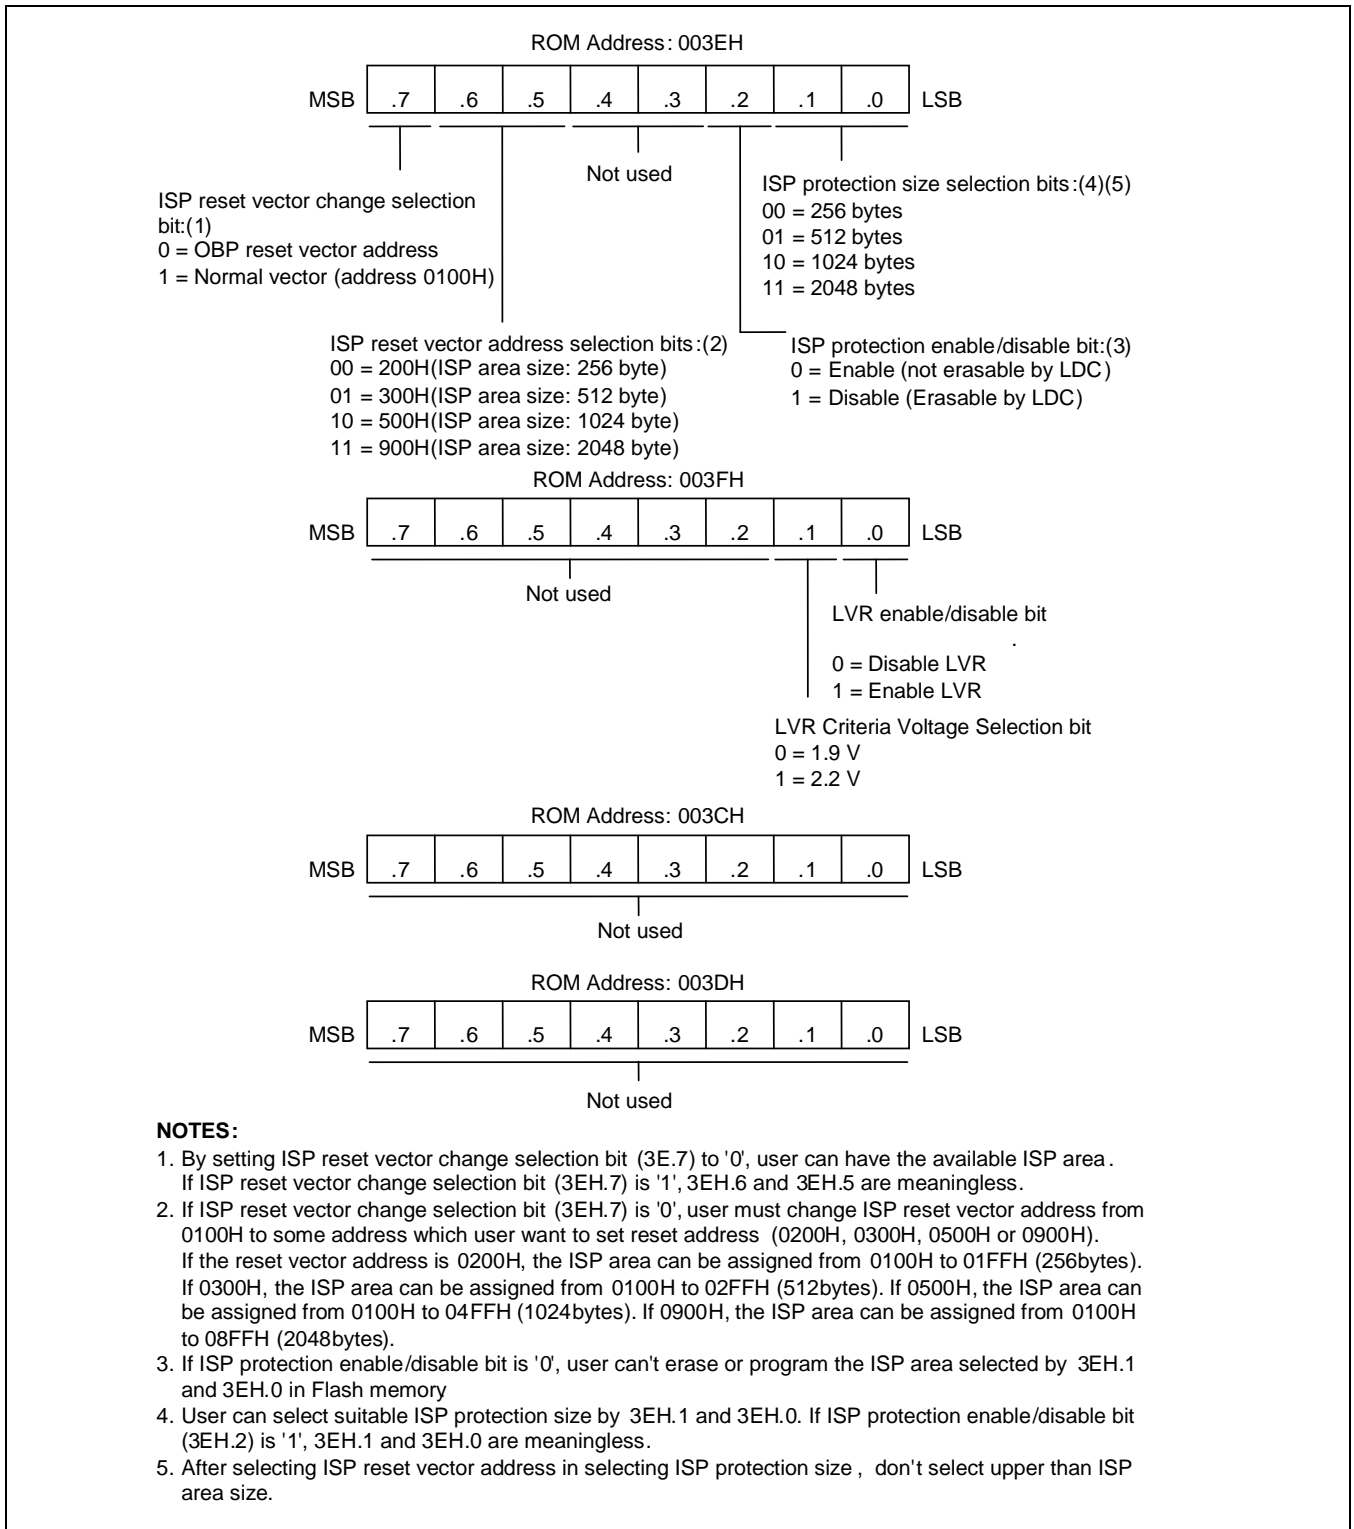 ROM Address: 003EH
MSB .7 .6 .5 .4 .3 .2 .1 .0 LSB
Not used
ISP reset vector change selection
bit:(1)
0 = OBP reset vector address
1 = Normal vector (address 0100H)
ISP protection size selection bits:(4)(5)
00 = 256 bytes
01 = 512 bytes
10 = 1024 bytes
11 = 2048 bytes
ISP reset vector address selection bits:(2)
00 = 200H(ISP area size: 256 byte)
01 = 300H(ISP area size: 512 byte)
10 = 500H(ISP area size: 1024 byte)
11 = 900H(ISP area size: 2048 byte)
ISP protection enable/disable bit:(3)
0 = Enable (not erasable by LDC)
1 = Disable (Erasable by LDC)
ROM Address: 003FH
MSB .7 .6 .5 .4 .3 .2 .1 .0 LSB
Not used
LVR enable/disable bit
.
0 = Disable LVR
1 = Enable LVR
LVR Criteria Voltage Selection bit
0 = 1.9 V
1 = 2.2 V
ROM Address: 003CH
MSB .7 .6 .5 .4 .3 .2 .1 .0 LSB
Not used
ROM Address: 003DH
MSB .7 .6 .5 .4 .3 .2 .1 .0 LSB
Not used
NOTES:
1. By setting ISP reset vector change selection bit (3E.7) to '0', user can have the available ISP area.
If ISP reset vector change selection bit (3EH.7) is '1', 3EH.6 and 3EH.5 are meaningless.
2. If ISP reset vector change selection bit (3EH.7) is '0', user must change ISP reset vector address from
0100H to some address which user want to set reset address (0200H, 0300H, 0500H or 0900H).
If the reset vector address is 0200H, the ISP area can be assigned from 0100H to 01FFH (256bytes).
If 0300H, the ISP area can be assigned from 0100H to 02FFH (512bytes). If 0500H, the ISP area can
be assigned from 0100H to 04FFH (1024bytes). If 0900H, the ISP area can be assigned from 0100H
to 08FFH (2048bytes).
3. If ISP protection enable/disable bit is '0', user can't erase or program the ISP area selected by 3EH.1
and 3EH.0 in Flash memory
4. User can select suitable ISP protection size by 3EH.1 and 3EH.0. If ISP protection enable/disable bit
(3EH.2) is '1', 3EH.1 and 3EH.0 are meaningless.
5. After selecting ISP reset vector address in selecting ISP protection size, don't select upper than ISP
area size.